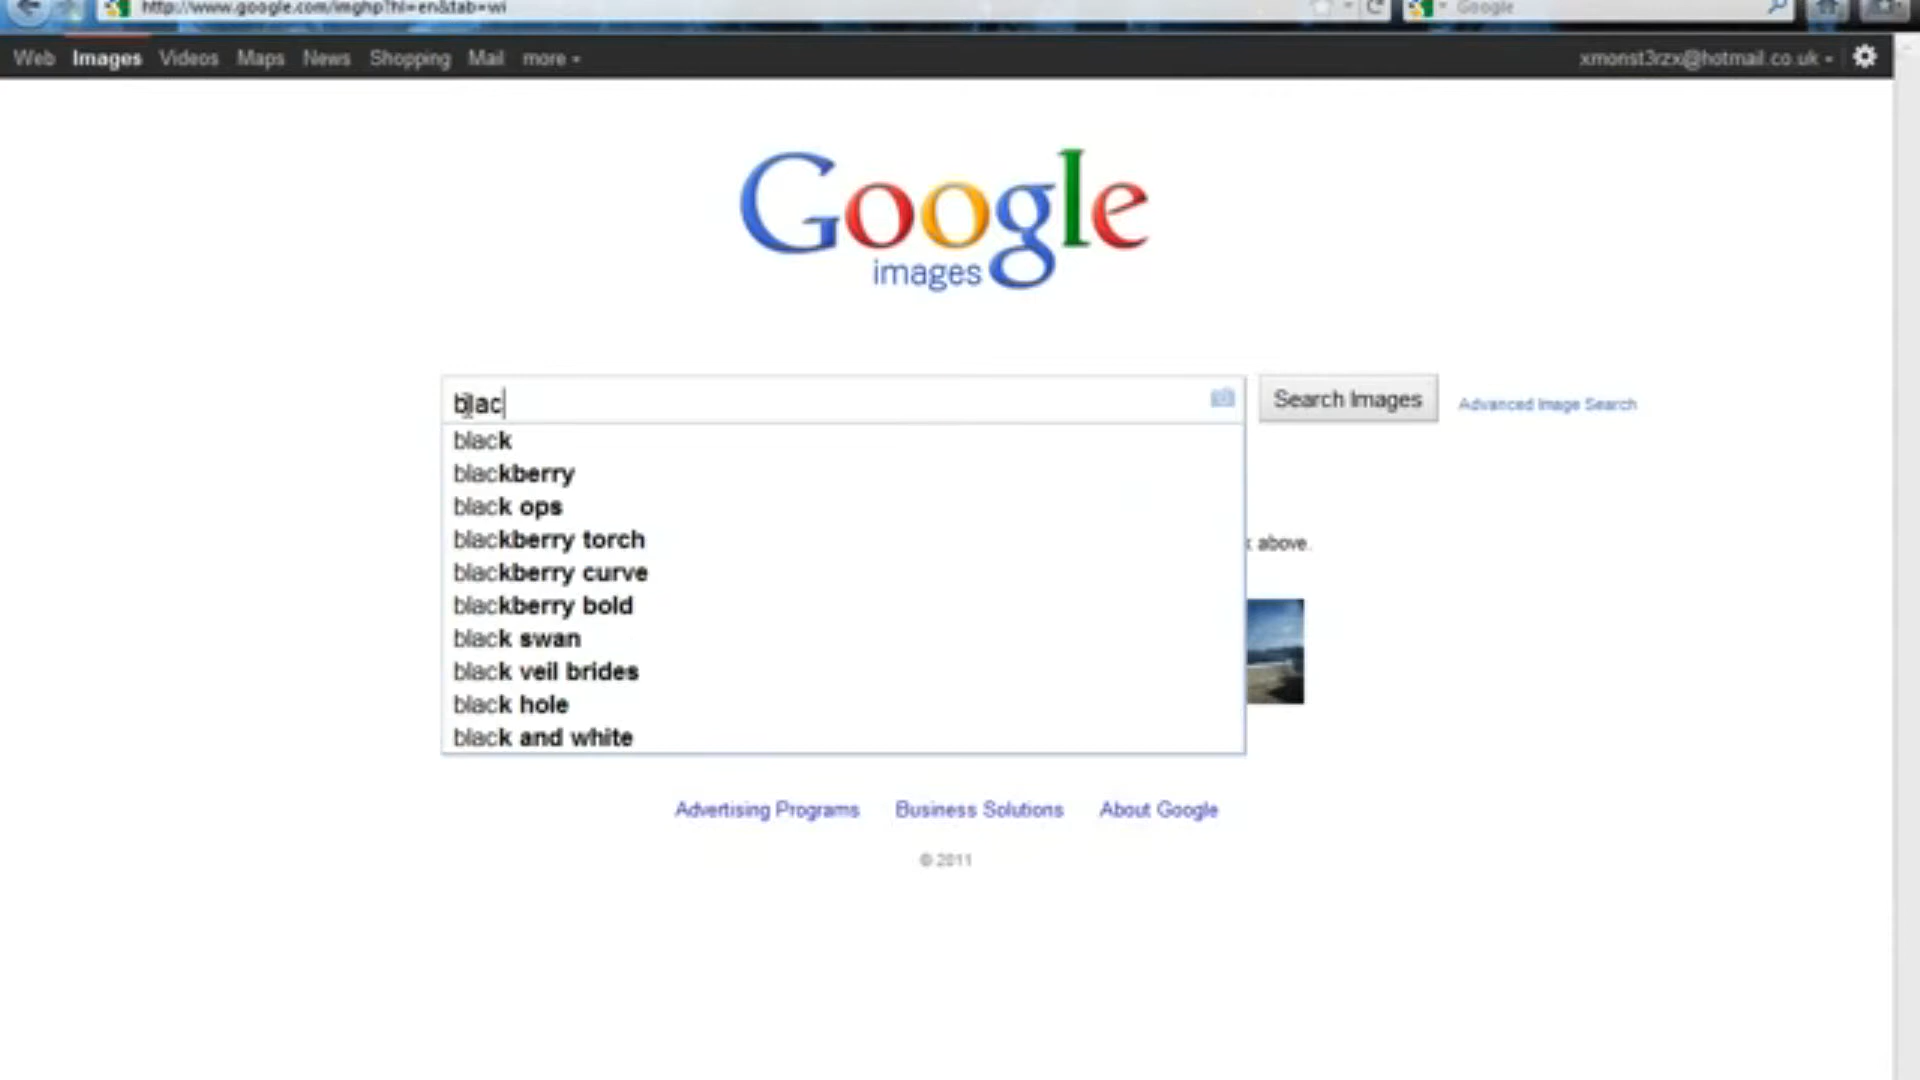 http://www.google.com/imghp?hl=en&tab=wi
Google
Web Images Videos Maps News Shopping Mail more
xmonst3rzx@hotmail.co.uk
Google
images
blac
Search Images
Advanced Image Search
black
blackberry
black ops
blackberry torch
blackberry curve
blackberry bold
black swan
black veil brides
black hole
black and white
above.
Advertising Programs Business Solutions About Google
© 2011